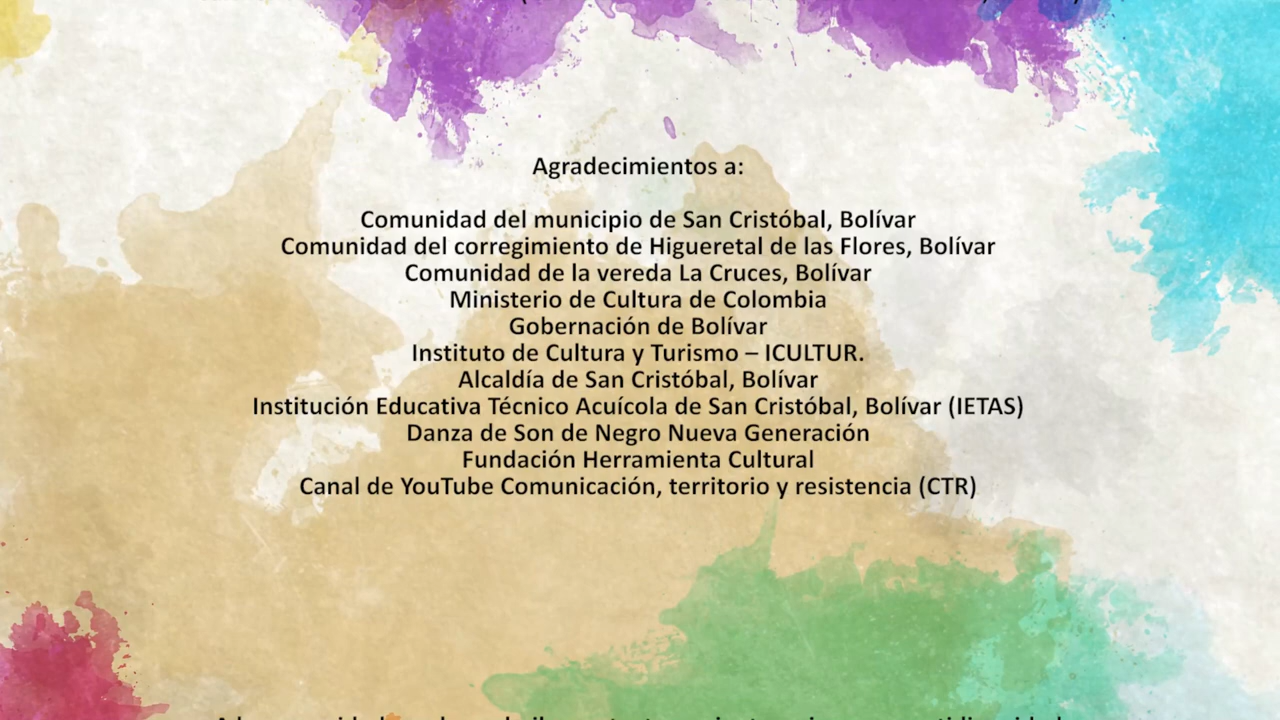 Agradecimientos a:
Comunidad del municipio de San Cristóbal, Bolívar
Comunidad del corregimiento de Higueretal de las Flores, Bolívar
Comunidad de la vereda La Cruces, Bolívar
Ministerio de Cultura de Colombia
Gobernación de Bolívar
Instituto de Cultura y Turismo – ICULTUR.
Alcaldía de San Cristóbal, Bolívar
Institución Educativa Técnico Acuícola de San Cristóbal, Bolívar (IETAS)
Danza de Son de Negro Nueva Generación
Fundación Herramienta Cultural
Canal de YouTube Comunicación, territorio y resistencia (CTR)